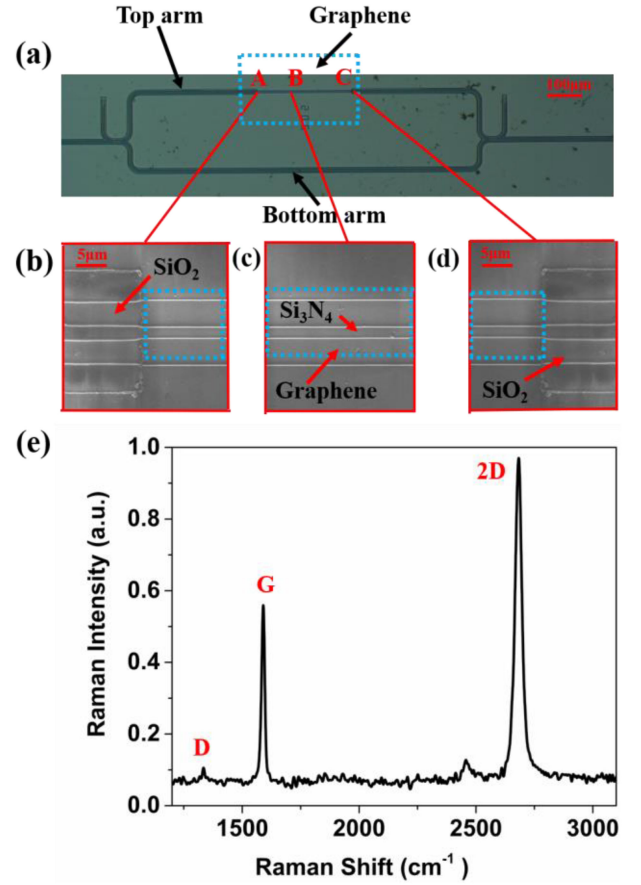 Top arm
Graphene
(a)
A
B
C
100μm
Bottom arm
(b)
5μm
SiO2
(c)
Si3N4
Graphene
(d)
5μm
SiO2
(e)
1.0
0.8
0.6
0.4
0.2
0.0
Raman Intensity (a.u.)
D
G
2D
1500
2000
2500
3000
Raman Shift (cm-1)